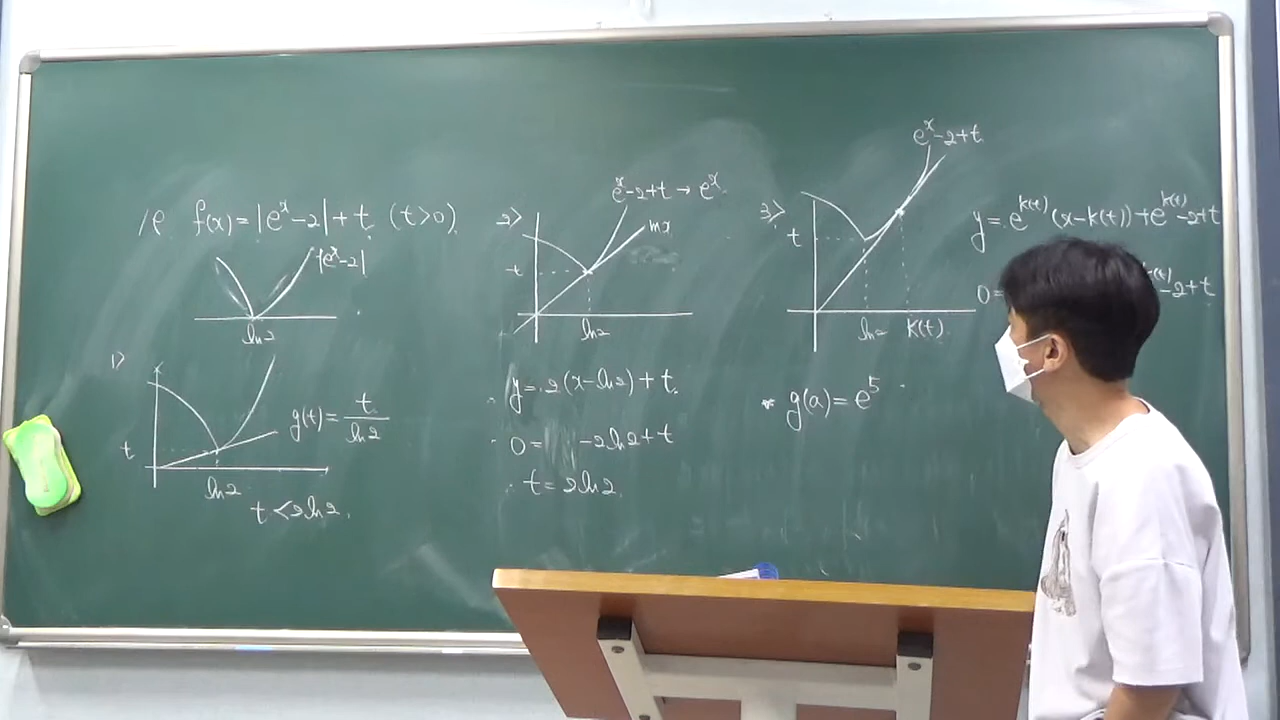 18. f(x) = |e^x - 2| + t. (t > 0)
|e^x - 2|
ln2
1)
t
g(t) = t / ln2
ln2
t < 2ln2.
2)
e^x - 2 + t → e^x
mx
t
ln2
y = 2(x - ln2) + t.
0 = -2ln2 + t
t = 2ln2
3)
e^x - 2 + t.
t
ln2 k(t).
* g(a) = e^5
y = e^{k(t)} (x - k(t)) + e^{k(t)} - 2 + t
0 = k(t) - 2 + t